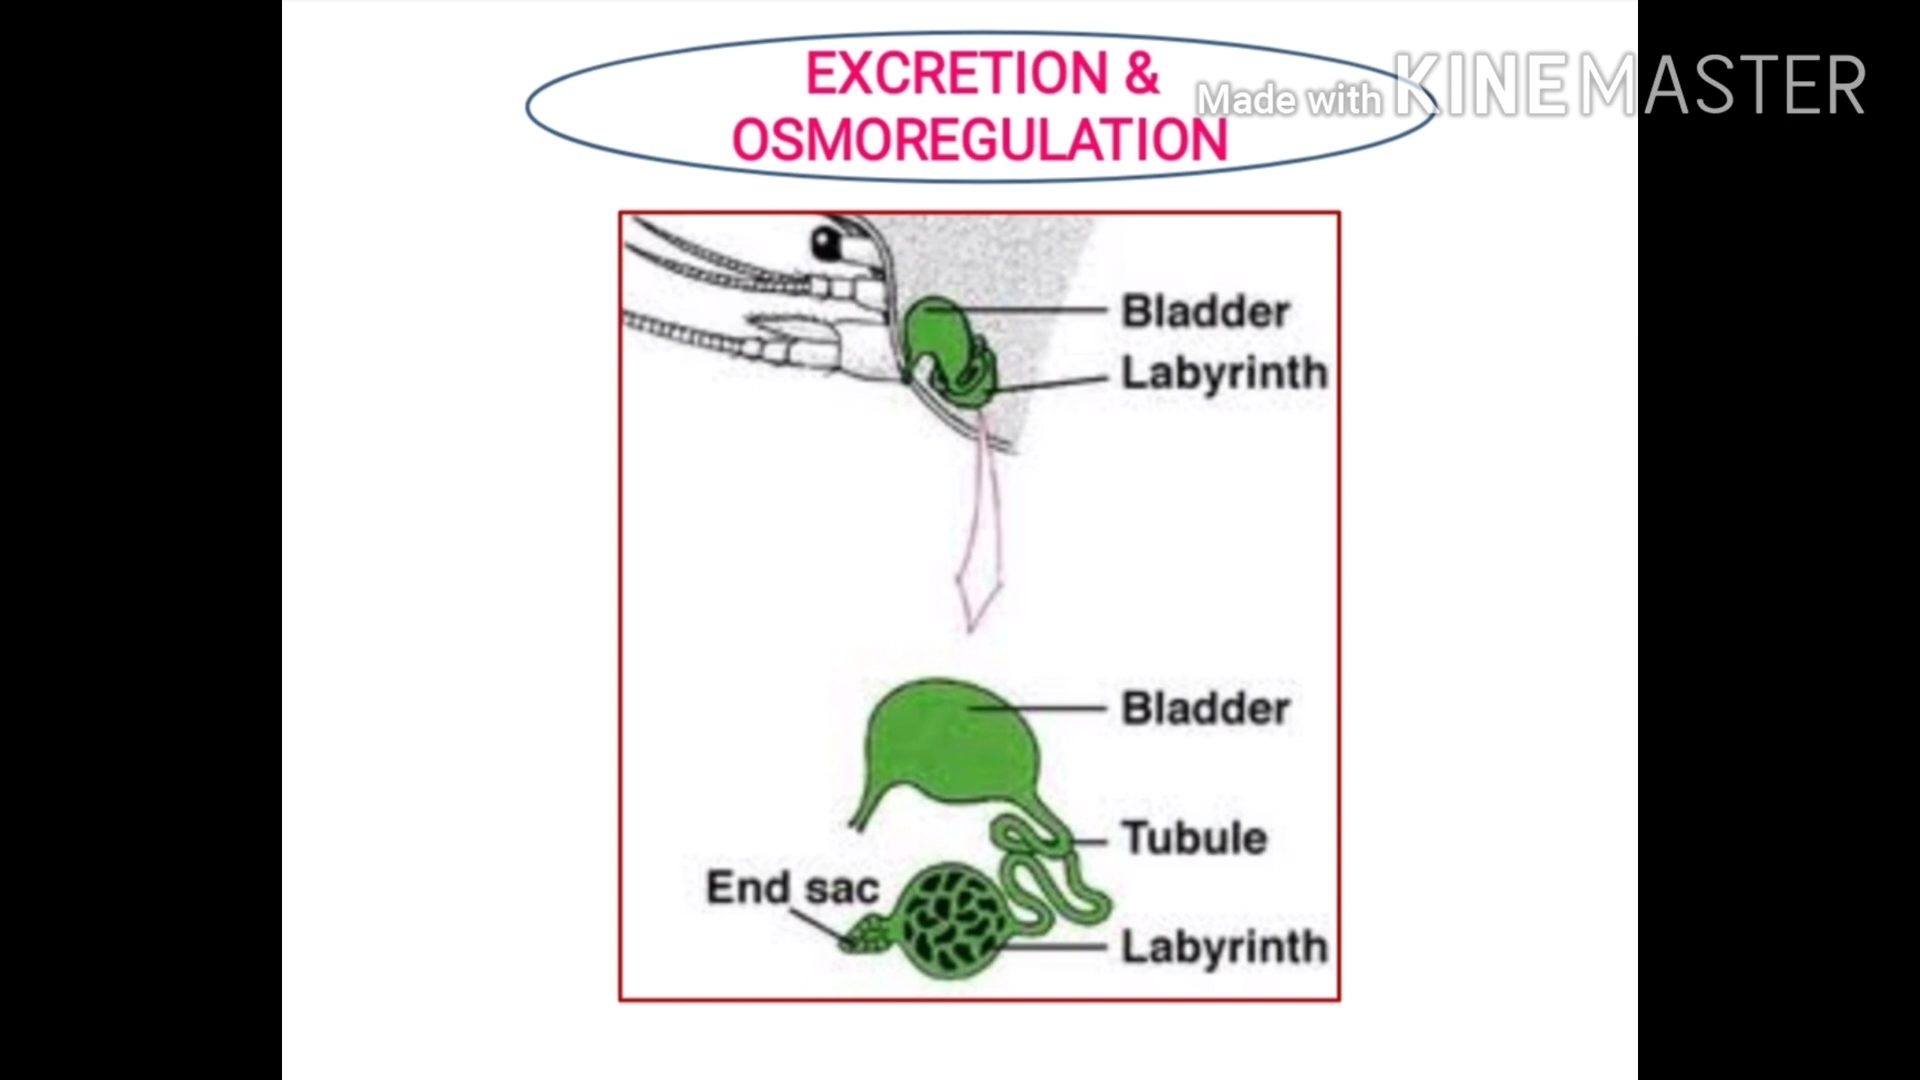 EXCRETION &
OSMOREGULATION
Made with KINEMASTER
Bladder
Labyrinth
Bladder
Tubule
End sac
Labyrinth